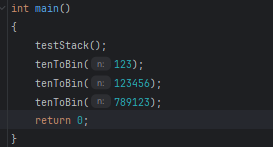 int main()
{
testStack();
tenToBin( n: 123);
tenToBin( n: 123456);
tenToBin( n: 789123);
return 0;
}